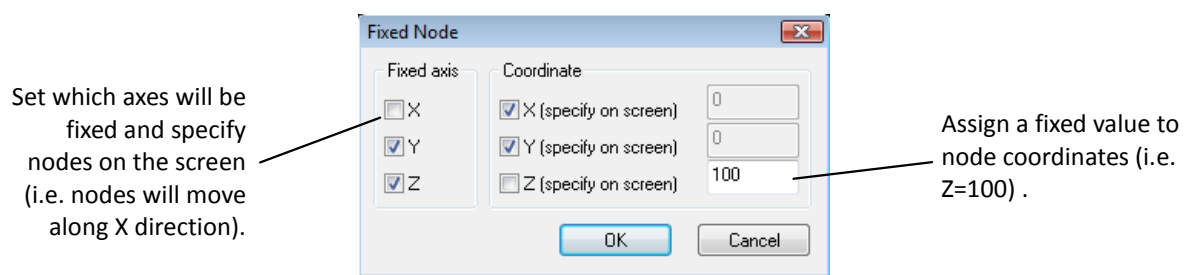 Fixed Node
Set which axes will be
fixed and specify
nodes on the screen
(i.e. nodes will move
along X direction).
Fixed axis
X
Y
Z
Coordinate
X (specify on screen) 0
Y (specify on screen) 0
Z (specify on screen) 100
OK Cancel
Assign a fixed value to
node coordinates (i.e.
Z=100) .